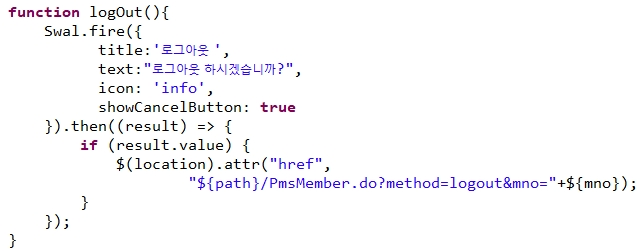 function logOut(){
    Swal.fire({
          title:'로그아웃 ',
          text:"로그아웃 하시겠습니까?",
          icon: 'info',
          showCancelButton: true
    }).then((result) => {
        if (result.value) {
            $(location).attr("href",
                    "${path}/PmsMember.do?method=logout&mno="+${mno});
        }
    });
}